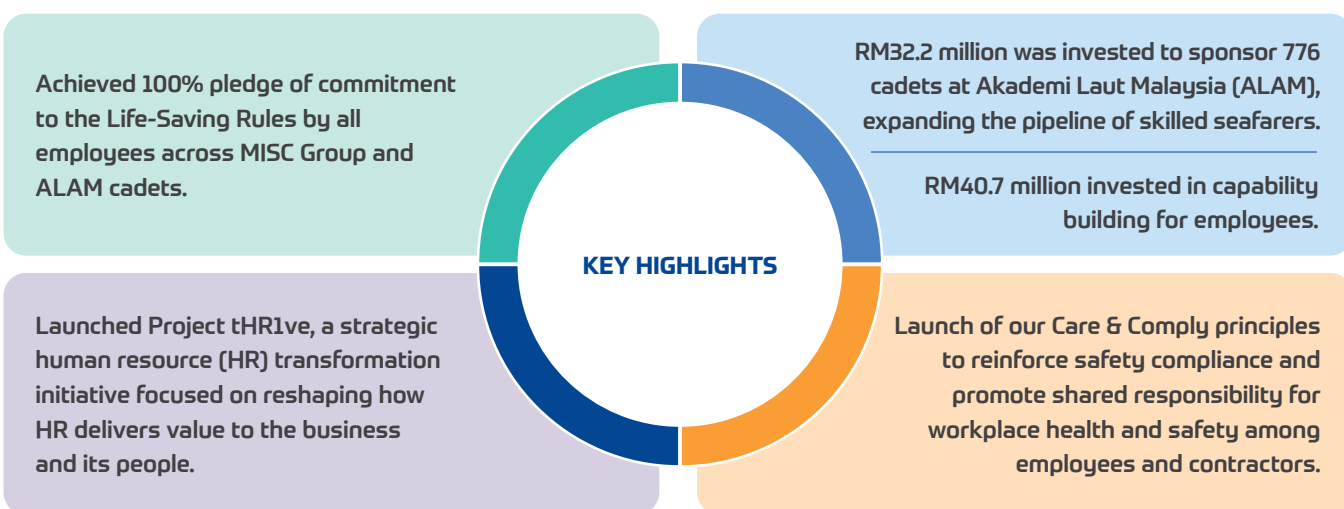 Achieved 100% pledge of commitment
to the Life-Saving Rules by all
employees across MISC Group and
ALAM cadets.
RM32.2 million was invested to sponsor 776
cadets at Akademi Laut Malaysia (ALAM),
expanding the pipeline of skilled seafarers.
RM40.7 million invested in capability
building for employees.
KEY HIGHLIGHTS
Launched Project tHR1ve, a strategic
human resource (HR) transformation
initiative focused on reshaping how
HR delivers value to the business
and its people.
Launch of our Care & Comply principles
to reinforce safety compliance and
promote shared responsibility for
workplace health and safety among
employees and contractors.